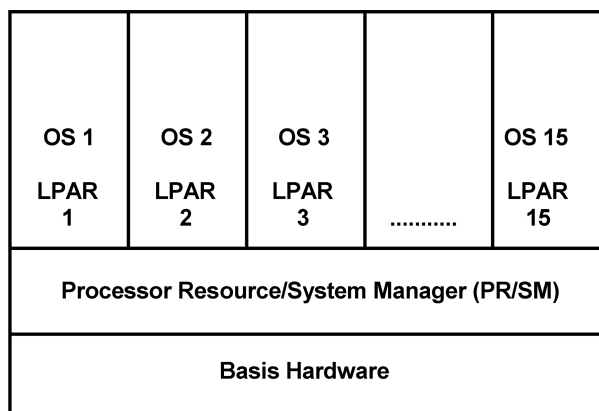 OS 1 OS 2 OS 3 OS 15
LPAR LPAR LPAR LPAR
1 2 3 ........... 15
Processor Resource/System Manager (PR/SM)
Basis Hardware